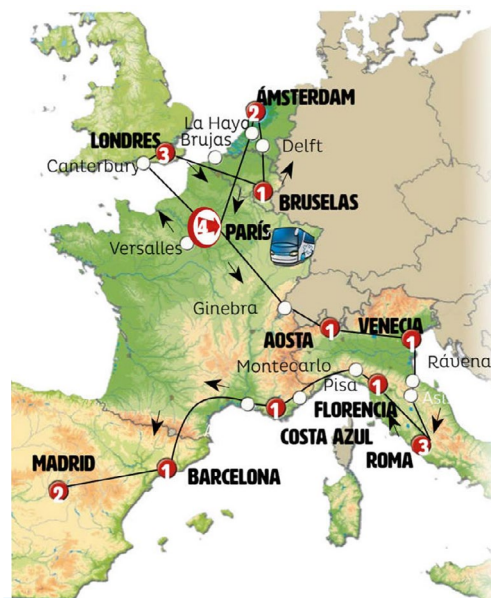 ÁMSTERDAM
2
La Haya
LONDRES
Brujas
3
Delft
Canterbury
1
BRUSELAS
4
PARÍS
Versalles
Ginebra
AOSTA
1
VENECIA
1
Montecarlo
Rávena
Pisa
1
Asi
FLORENCIA
1
COSTA AZUL
ROMA
3
MADRID
2
1
BARCELONA